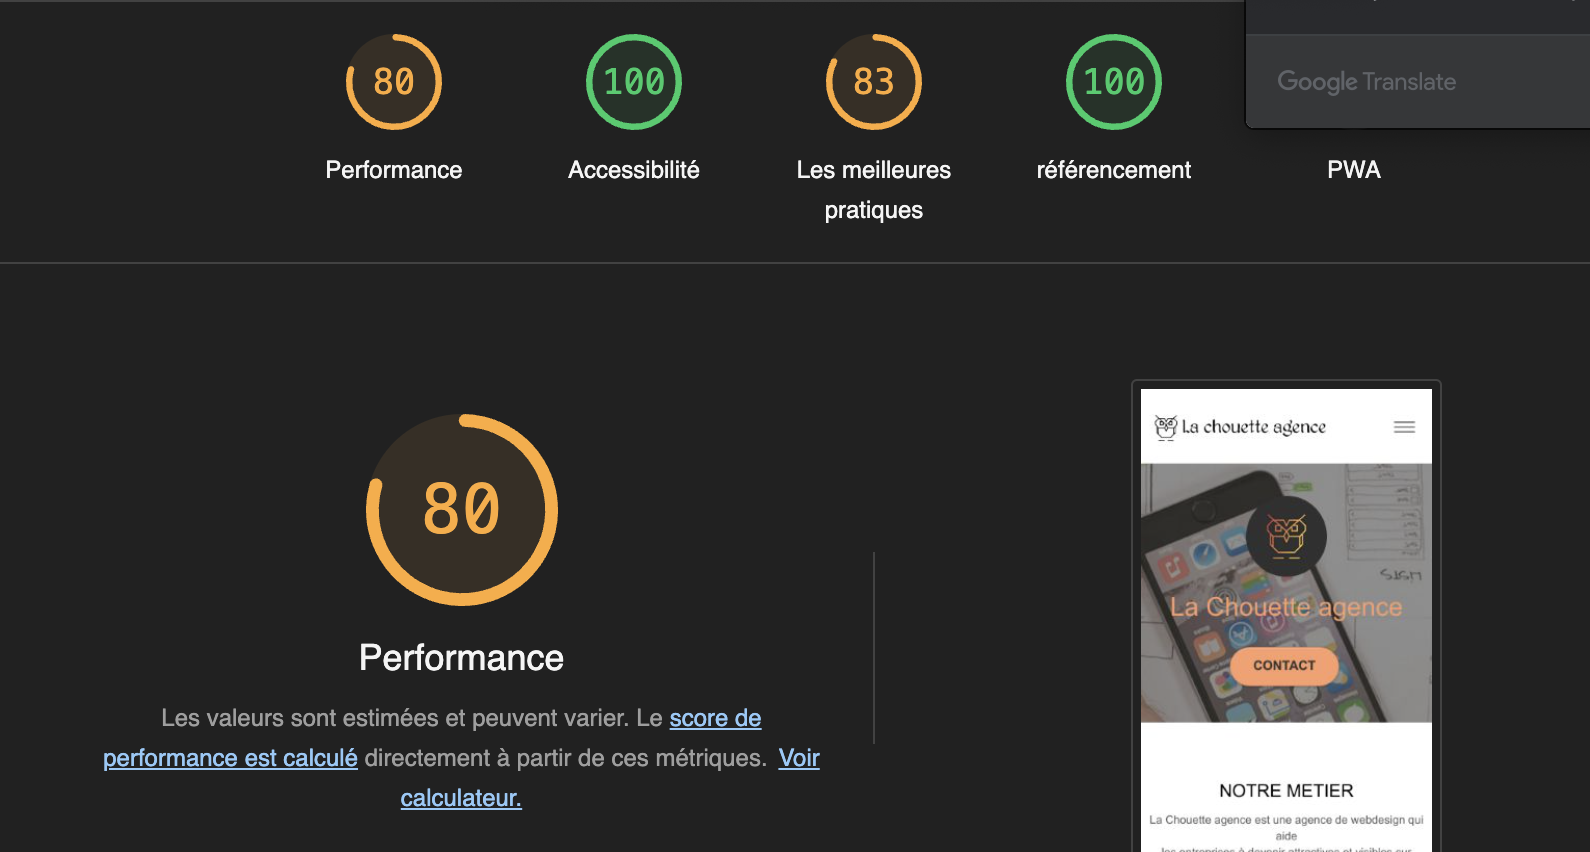 Google Translate
80
100
83
100
Performance
Accessibilité
Les meilleures
pratiques
référencement
PWA
80
Performance
Les valeurs sont estimées et peuvent varier. Le score de
performance est calculé directement à partir de ces métriques. Voir
calculateur.
La chouette agence
La Chouette agence
CONTACT
NOTRE METIER
La Chouette agence est une agence de webdesign qui
aide